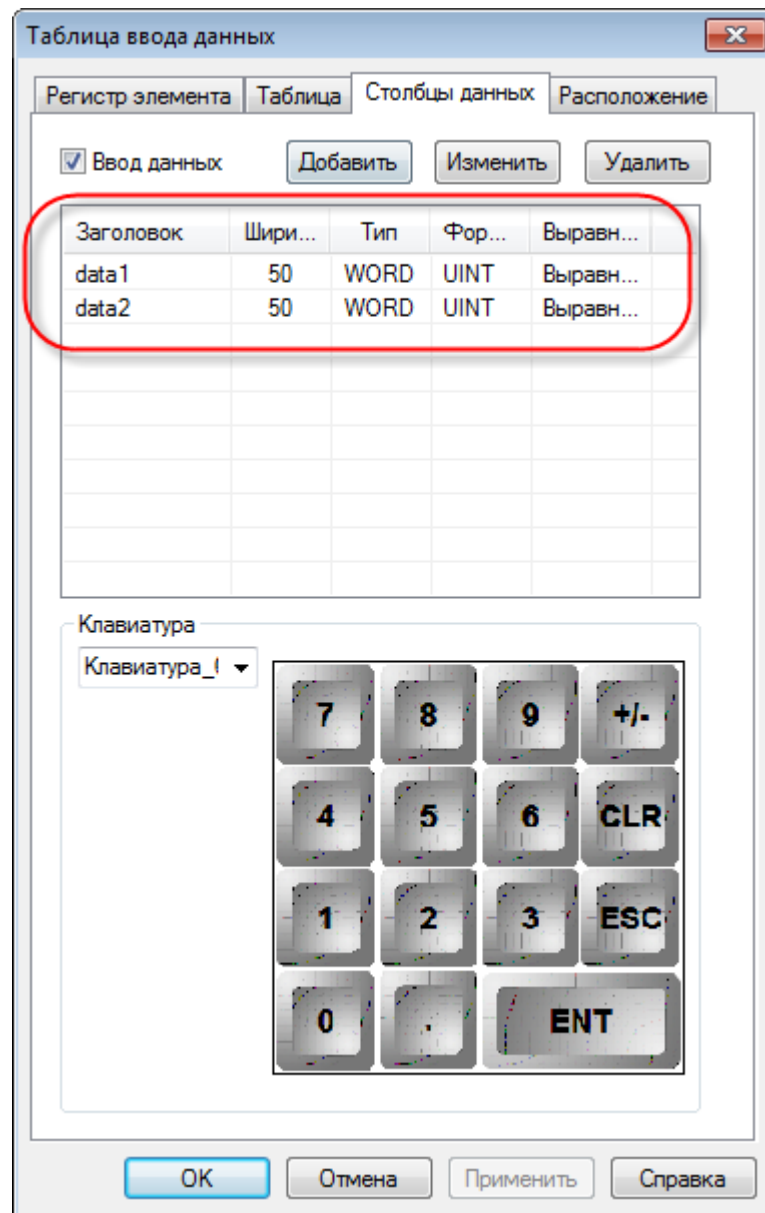 Таблица ввода данных
Регистр элемента Таблица Столбцы данных Расположение
Ввод данных Добавить Изменить Удалить
Заголовок Шири... Тип Фор... Выравн...
data1 50 WORD UINT Выравн...
data2 50 WORD UINT Выравн...
Клавиатура
Клавиатура_
7 8 9 +/-
4 5 6 CLR
1 2 3 ESC
0 . ENT
OK Отмена Применить Справка